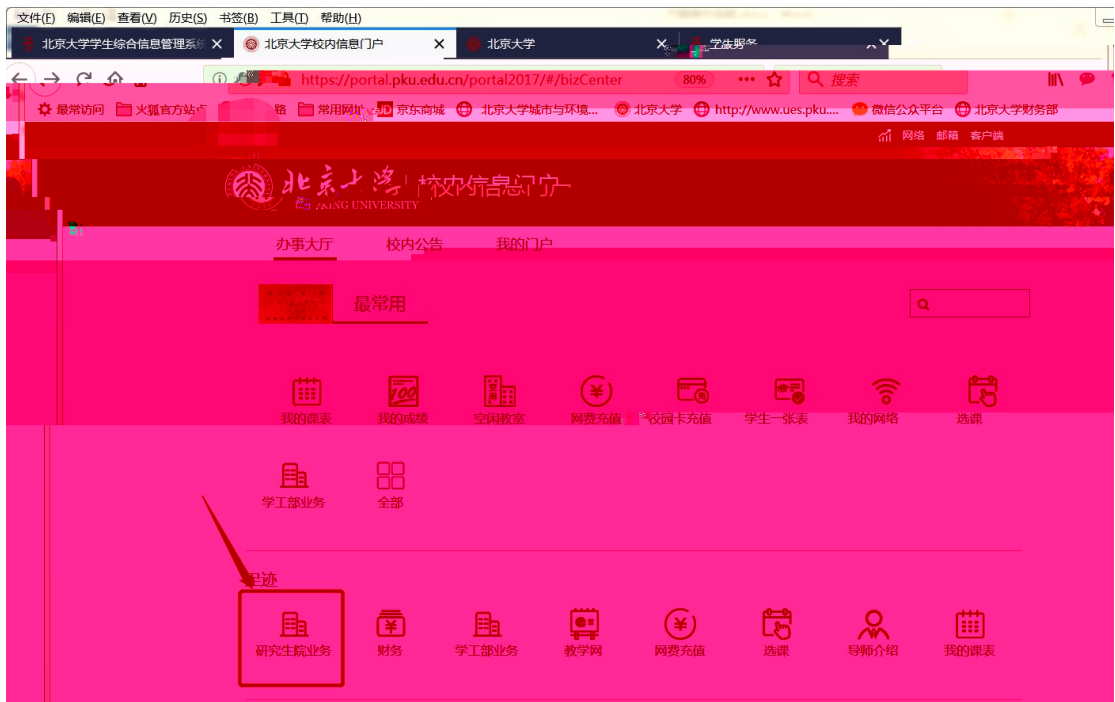 文件(F) 编辑(E) 查看(V) 历史(S) 书签(B) 工具(T) 帮助(H)
北京大学学生综合信息管理系统 北京大学校内信息门户 北京大学
https://portal.pku.edu.cn/portal2017/#/bizCenter 80% 搜索
最常访问 火狐官方站点 常用网址 JD 京东商城 北京大学城市与环境... 北京大学 http://www.ues.pku.... 微信公众平台 北京大学财务部
网络 邮箱 客户端
北京大学 校内信息门户
UNIVERSITY
办事大厅 校内公告 我的门户
最常用
我的课表 我的成绩 空闲教室 网费充值 校园卡充值 学生一张表 我的网络 选课
学工部业务 全部
足迹
研究生院业务 财务 学工部业务 教学网 网费充值 选课 导师介绍 我的课表